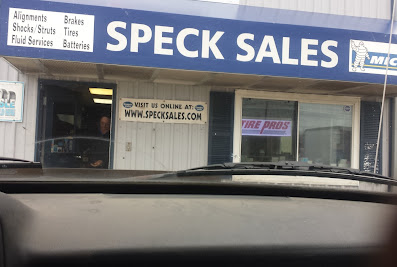 Alignments Brakes
Shocks/Struts Tires
Fluid Services Batteries
SPECK SALES
MIC
VISIT US ONLINE AT:
WWW.SPECKSALES.COM
TIRE PROS